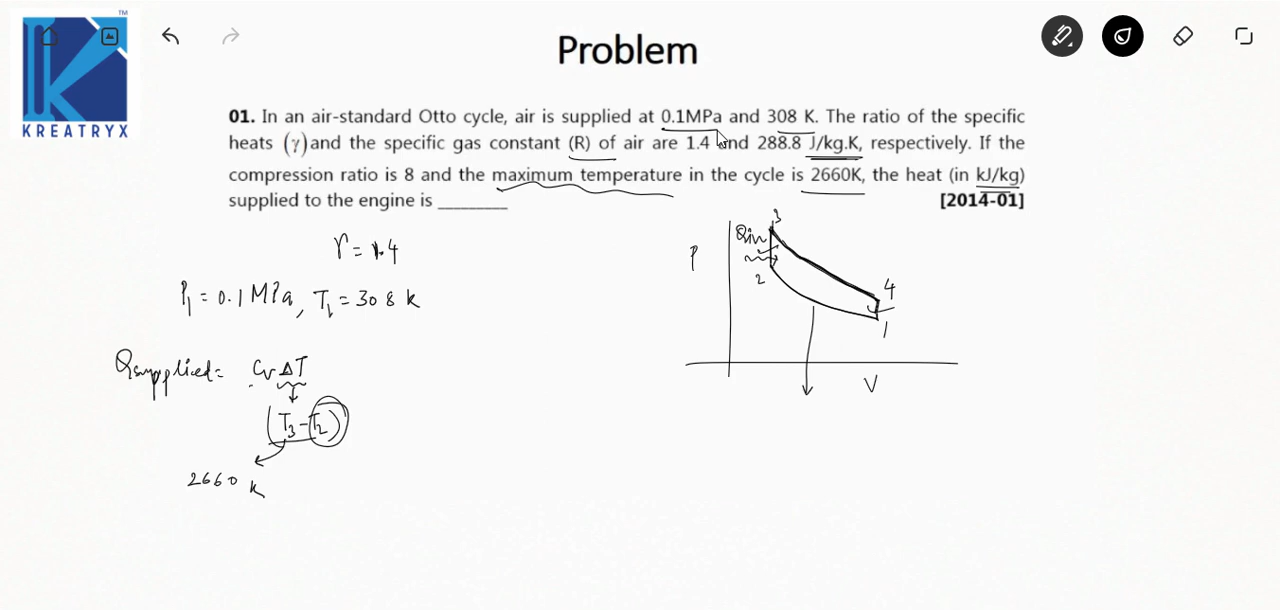 TM
KREATRYX
Problem
01. In an air-standard Otto cycle, air is supplied at 0.1MPa and 308 K. The ratio of the specific
heats (γ)and the specific gas constant (R) of air are 1.4 and 288.8 J/kg.K, respectively. If the
compression ratio is 8 and the maximum temperature in the cycle is 2660K, the heat (in kJ/kg)
supplied to the engine is ________ [2014-01]
γ = 1.4
P1 = 0.1 MPa, T1 = 308 K
Qsupplied = Cv ΔT
(T3 - T2)
2660 K
P
Qin
3
2
4
1
V